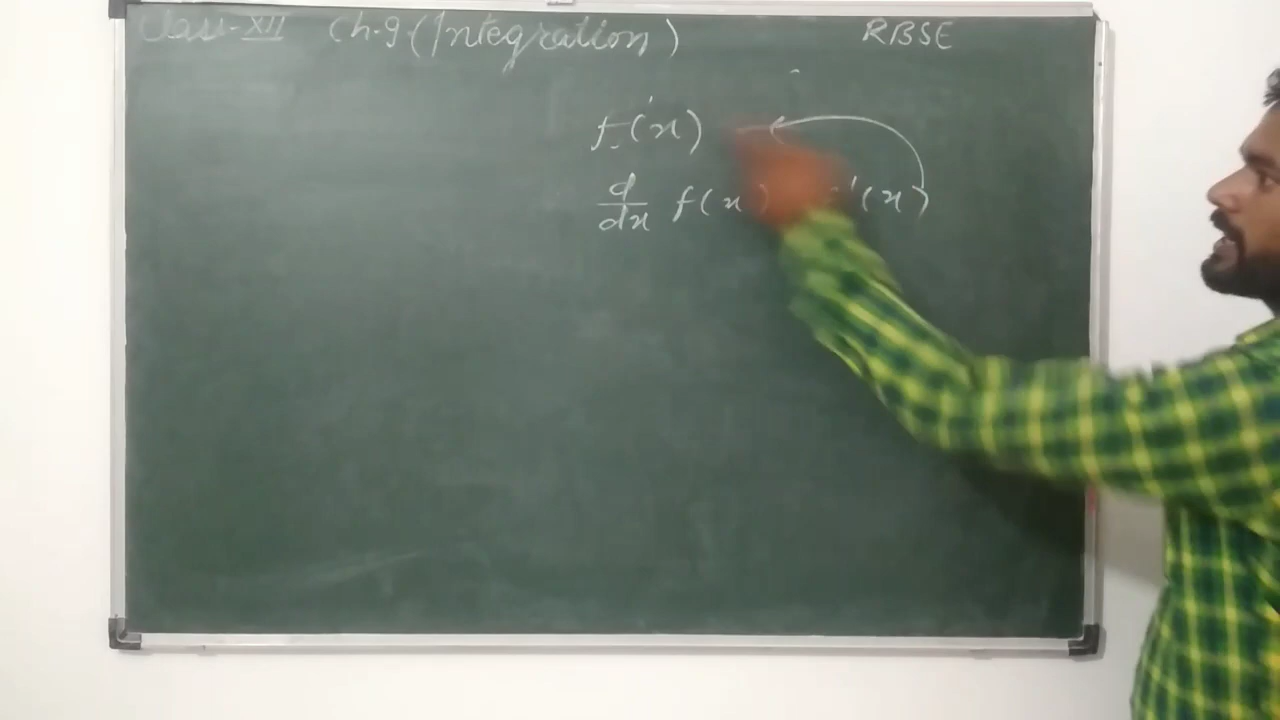 Class-XII Ch.9 (Integration) RBSE
f'(x)
d/dx f(x) '(x)